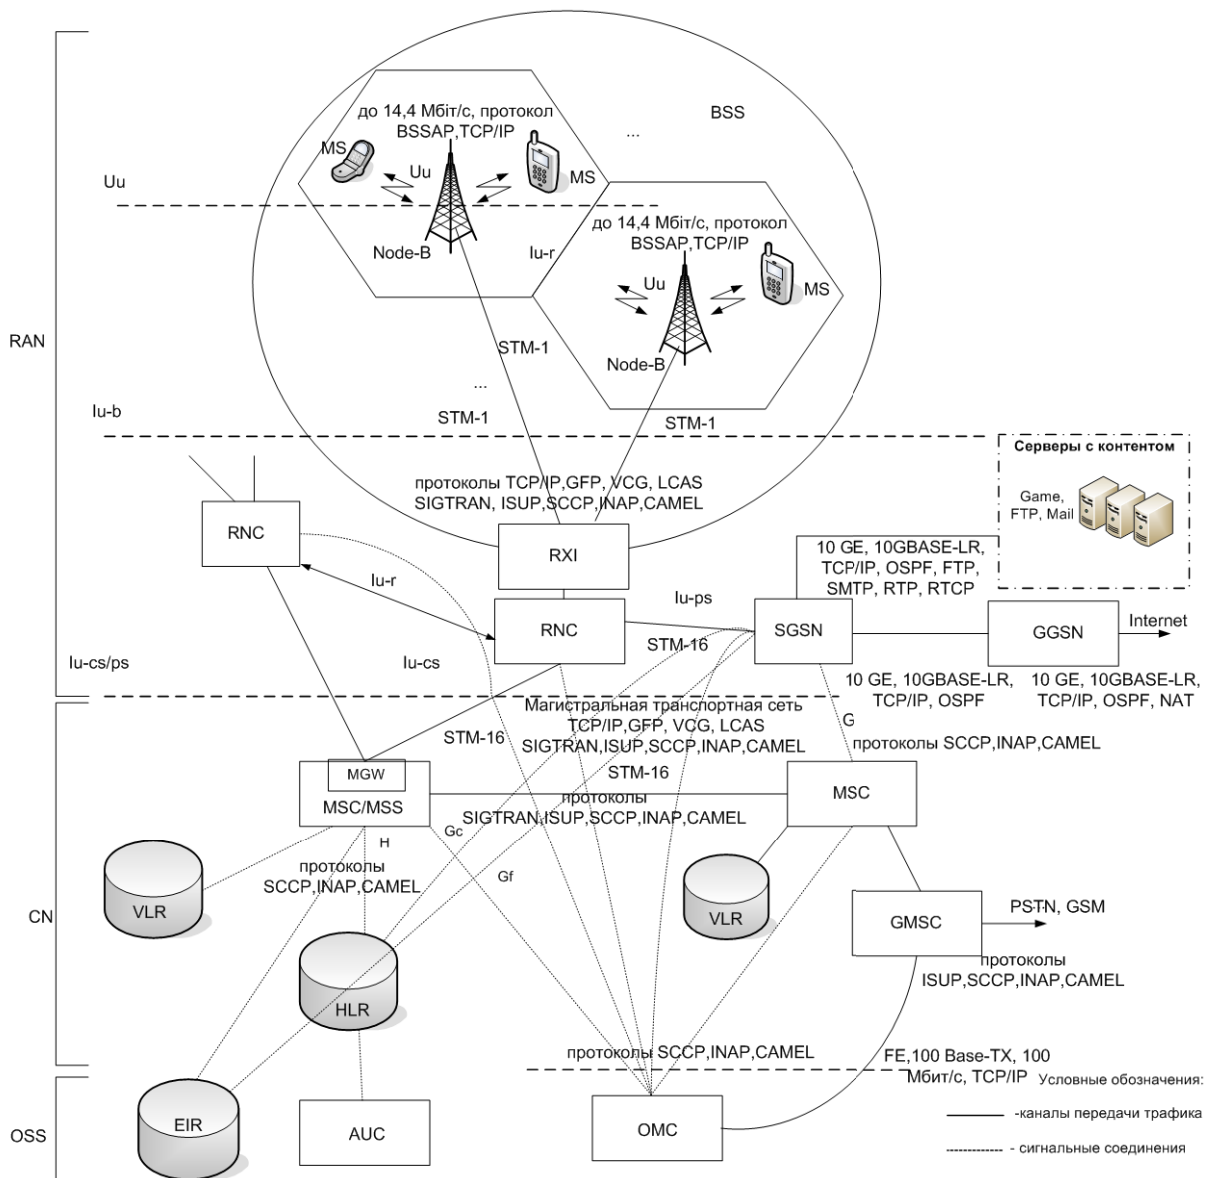 BSS
до 14,4 Мбіт/с, протокол
BSSAP,TCP/IP
...
MS
Uu
MS
Uu
Node-B
Iu-r
до 14,4 Мбіт/с, протокол
BSSAP,TCP/IP
Uu
MS
RAN
STM-1
Node-B
...
Iu-b
STM-1
STM-1
Серверы с контентом
Game,
FTP, Mail
протоколы TCP/IP,GFP, VCG, LCAS
SIGTRAN, ISUP,SCCP,INAP,CAMEL)
RNC
RXI
10 GE, 10GBASE-LR,
TCP/IP, OSPF, FTP,
SMTP, RTP, RTCP
Iu-r
Iu-ps
RNC
SGSN
GGSN
Internet
STM-16
Iu-cs/ps
Iu-cs
10 GE, 10GBASE-LR,
TCP/IP, OSPF
10 GE, 10GBASE-LR,
TCP/IP, OSPF, NAT
Магистральная транспортная сеть
TCP/IP,GFP, VCG, LCAS
SIGTRAN,ISUP,SCCP,INAP,CAMEL)
STM-16
G
протоколы SCCP,INAP,CAMEL)
STM-16
MGW
MSC/MSS
MSC
протоколы
SIGTRAN,ISUP,SCCP,INAP,CAMEL)
H
Gc
протоколы
SCCP,INAP,CAMEL)
Gf
VLR
VLR
CN
GMSC
PSTN, GSM
протоколы
ISUP,SCCP,INAP,CAMEL)
HLR
протоколы SCCP,INAP,CAMEL)
FE,100 Base-TX, 100
Мбит/с, TCP/IP
Условные обозначения:
OSS
EIR
AUC
OMC
-каналы передачи трафика
- сигнальные соединения